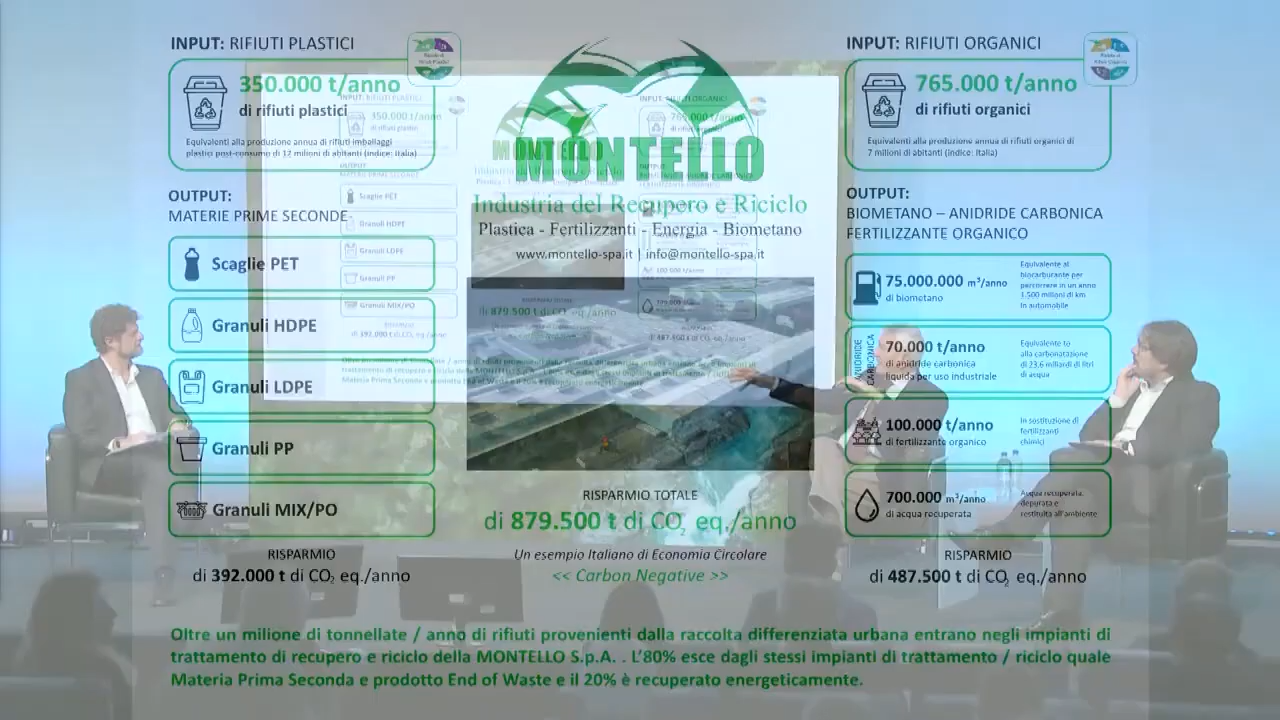 INPUT: RIFIUTI PLASTICI
350.000 t/anno
di rifiuti plastici
Equivalenti alla produzione annua di rifiuti imballaggi
plastici post-consumo di 12 milioni di abitanti (indice: Italia)
OUTPUT:
MATERIE PRIME SECONDE
Scaglie PET
Granuli HDPE
Granuli LDPE
Granuli PP
Granuli MIX/PO
RISPARMIO
di 392.000 t di CO2 eq./anno
MONTELLO
Industria del Recupero e Riciclo
Plastica - Fertilizzanti - Energia - Biometano
www.montello-spa.it | info@montello-spa.it
RISPARMIO TOTALE
di 879.500 t di CO2 eq./anno
Un esempio Italiano di Economia Circolare
<< Carbon Negative >>
INPUT: RIFIUTI ORGANICI
765.000 t/anno
di rifiuti organici
Equivalenti alla produzione annua di rifiuti organici di
7 milioni di abitanti (indice: Italia)
OUTPUT:
BIOMETANO – ANIDRIDE CARBONICA
FERTILIZZANTE ORGANICO
75.000.000 m³/anno
di biometano
Equivalente al
biocarburante per
percorrere in un anno
1.500 milioni di km
in automobile
ANIDRIDE
CARBONICA
70.000 t/anno
di anidride carbonica
liquida per uso industriale
Equivalente to
alla carbonatazione
di 23,6 miliardi di litri
di acqua
100.000 t/anno
di fertilizzante organico
In sostituzione di
fertilizzanti
chimici
700.000 m³/anno
di acqua recuperata
Acqua recuperata,
depurata e
restituita all'ambiente
RISPARMIO
di 487.500 t di CO2 eq./anno
Oltre un milione di tonnellate / anno di rifiuti provenienti dalla raccolta differenziata urbana entrano negli impianti di
trattamento di recupero e riciclo della MONTELLO S.p.A. . L'80% esce dagli stessi impianti di trattamento / riciclo quale
Materia Prima Seconda e prodotto End of Waste e il 20% è recuperato energeticamente.